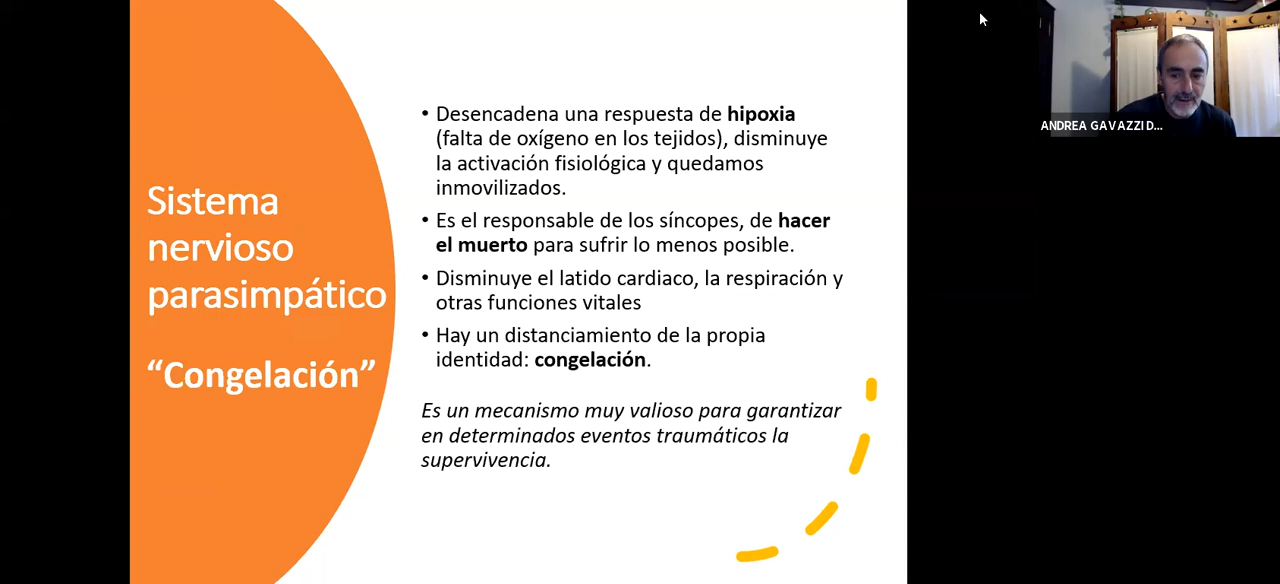 Sistema
nervioso
parasimpático
“Congelación”
• Desencadena una respuesta de hipoxia
(falta de oxígeno en los tejidos), disminuye
la activación fisiológica y quedamos
inmovilizados.
• Es el responsable de los síncopes, de hacer
el muerto para sufrir lo menos posible.
• Disminuye el latido cardiaco, la respiración y
otras funciones vitales
• Hay un distanciamiento de la propia
identidad: congelación.
Es un mecanismo muy valioso para garantizar
en determinados eventos traumáticos la
supervivencia.
ANDREA GAVAZZI D...